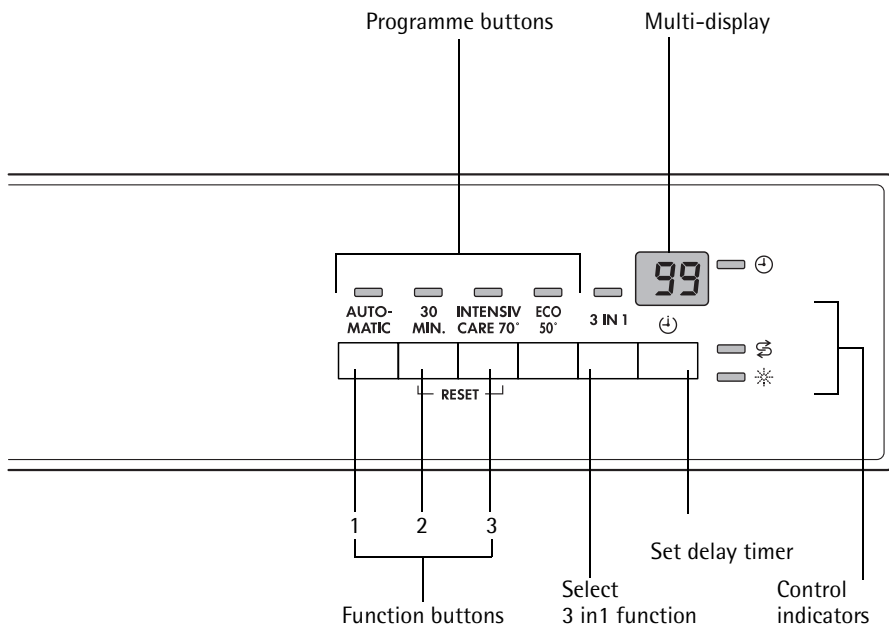 Programme buttons
Multi-display
99
AUTO-
MATIC
30
MIN.
INTENSIV
CARE 70°
ECO
50°
3 IN 1
RESET
1
2
3
Set delay timer
Function buttons
Select
3 in1 function
Control
indicators